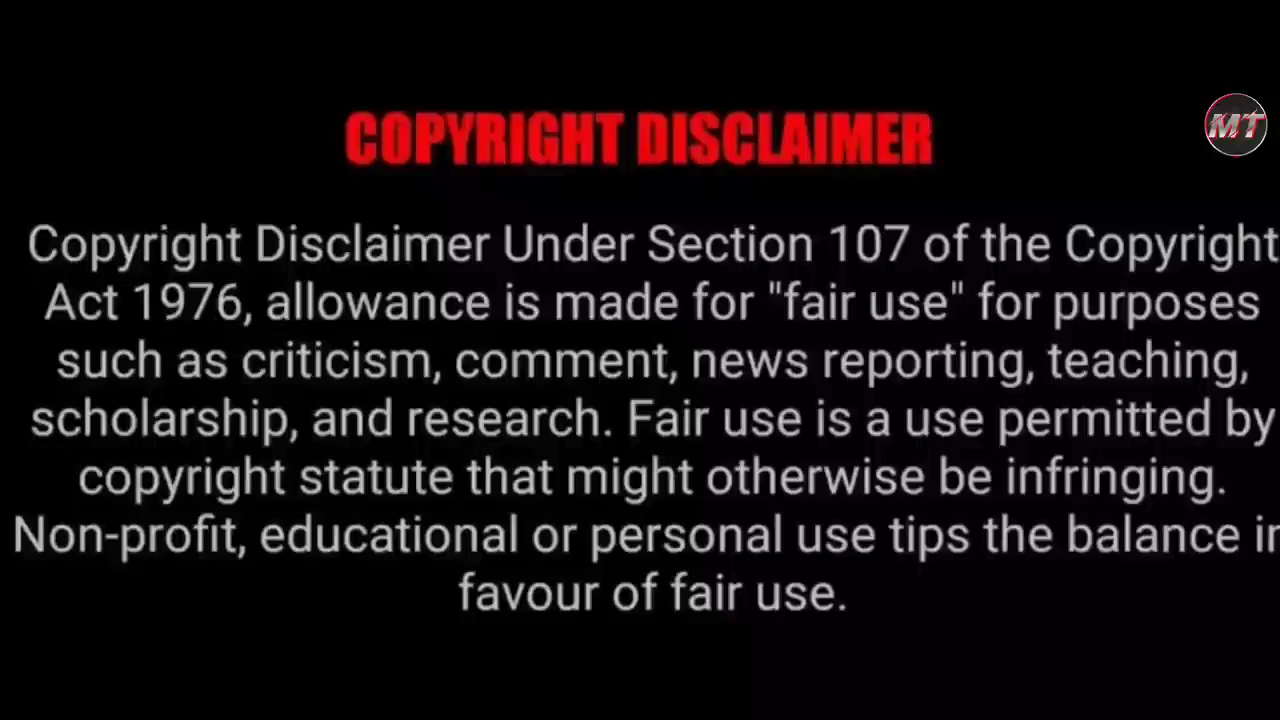 COPYRIGHT DISCLAIMER
MT
Copyright Disclaimer Under Section 107 of the Copyright
Act 1976, allowance is made for "fair use" for purposes
such as criticism, comment, news reporting, teaching,
scholarship, and research. Fair use is a use permitted by
copyright statute that might otherwise be infringing.
Non-profit, educational or personal use tips the balance in
favour of fair use.